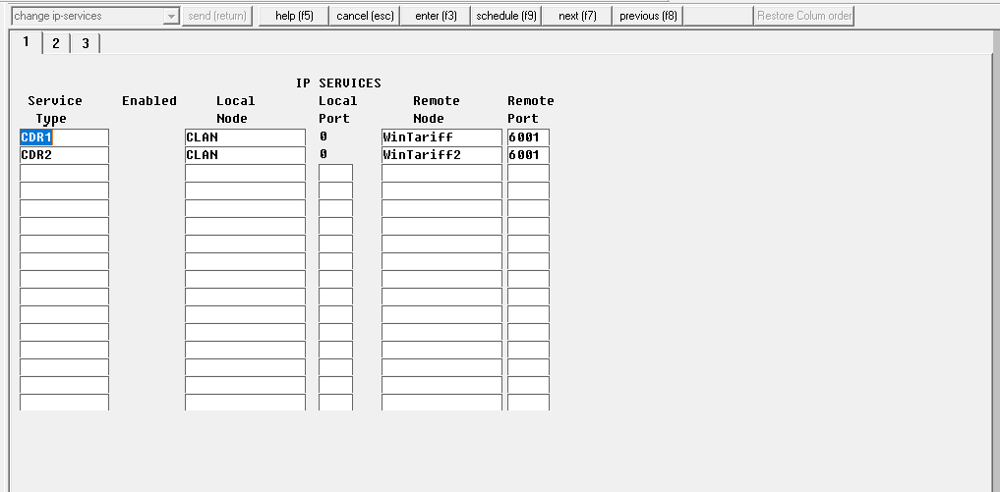 change ip-services send (return) help (f5) cancel (esc) enter (f3) schedule (f9) next (f7) previous (f8) Restore Colum order
1 2 3
IP SERVICES
Service Enabled Local Local Remote Remote
Type Node Port Node Port
CDR1 CLAN 0 WinTariff 6001
CDR2 CLAN 0 WinTariff2 6001